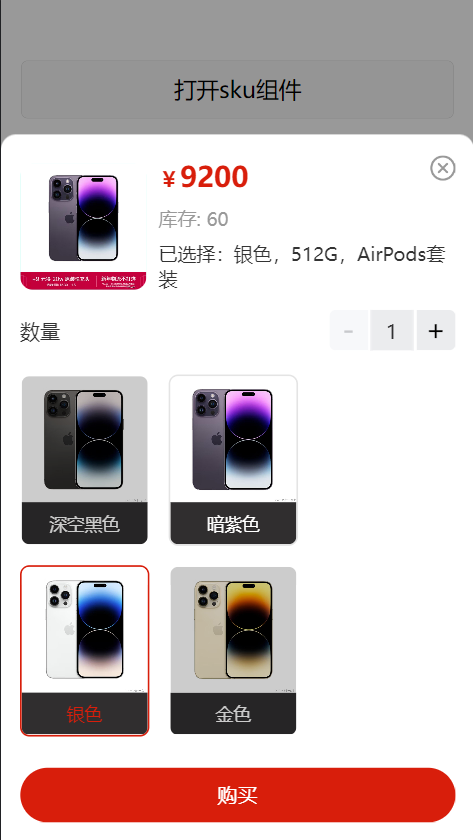 打开sku组件
¥9200
库存: 60
已选择：银色，512G，AirPods套
装
数量
- 1 +
深空黑色
暗紫色
银色
金色
购买